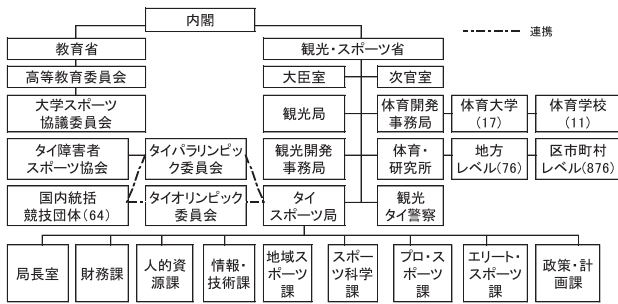 内閣
連携
教育省
観光・スポーツ省
高等教育委員会
大臣室
次官室
大学スポーツ
協議委員会
観光局
体育開発
事務局
体育大学
(17)
体育学校
(11)
タイ障害者
スポーツ協会
タイパラリンピッ
ク委員会
観光開発
事務局
体育・
研究所
地方
レベル(76)
区市町村
レベル(876)
国内統括
競技団体(64)
タイオリンピック
委員会
タイ
スポーツ局
観光
タイ警察
局長室
財務課
人的資
源課
情報・
技術課
地域ス
ポーツ
課
スポー
ツ科学
課
プロ・ス
ポーツ
課
エリート・
スポーツ
課
政策・計
画課